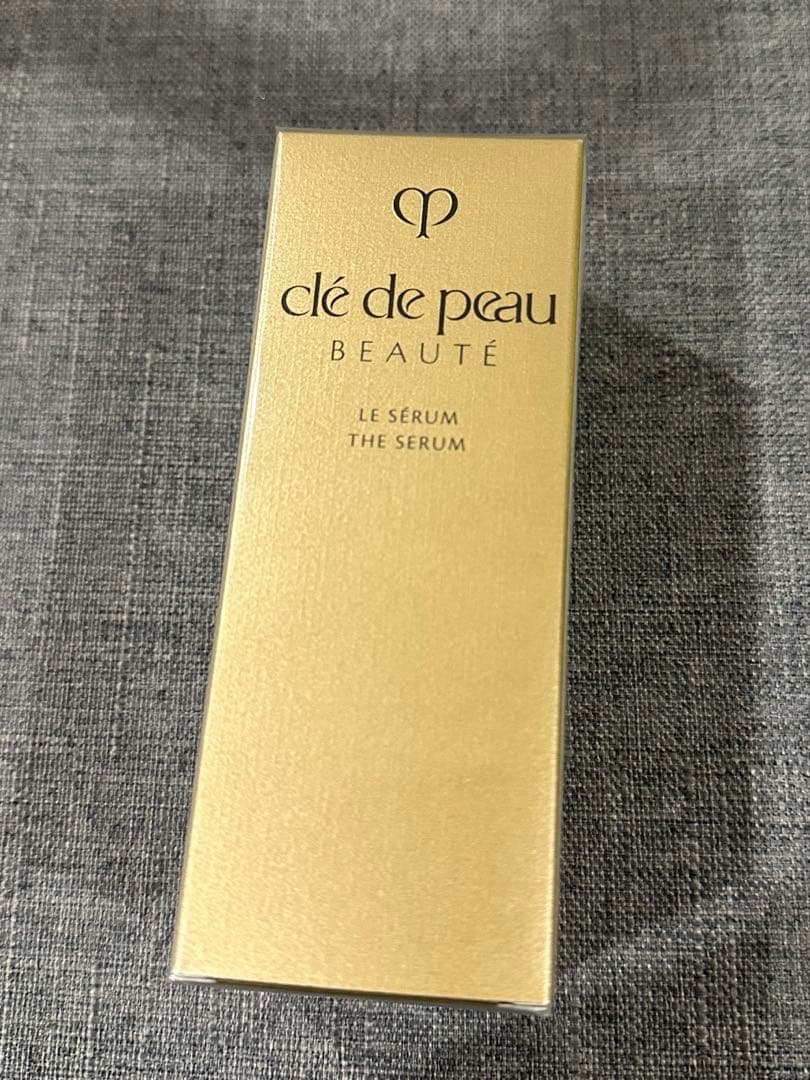 clé de peau
BEAUTÉ
LE SÉRUM
THE SERUM